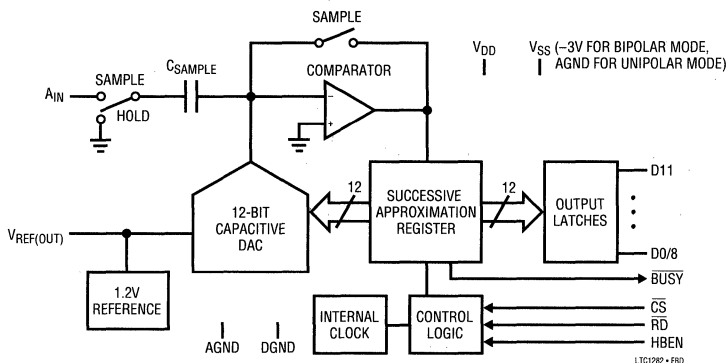 SAMPLE
VDD
VSS (–3V FOR BIPOLAR MODE,
AGND FOR UNIPOLAR MODE)
CSAMPLE
COMPARATOR
SAMPLE
AIN
HOLD
–
+
12
12
D11
12-BIT
CAPACITIVE
DAC
SUCCESSIVE
APPROXIMATION
REGISTER
OUTPUT
LATCHES
VREF(OUT)
D0/8
BUSY
1.2V
REFERENCE
INTERNAL
CLOCK
CONTROL
LOGIC
CS
RD
HBEN
AGND
DGND
LTC1282 • FBD